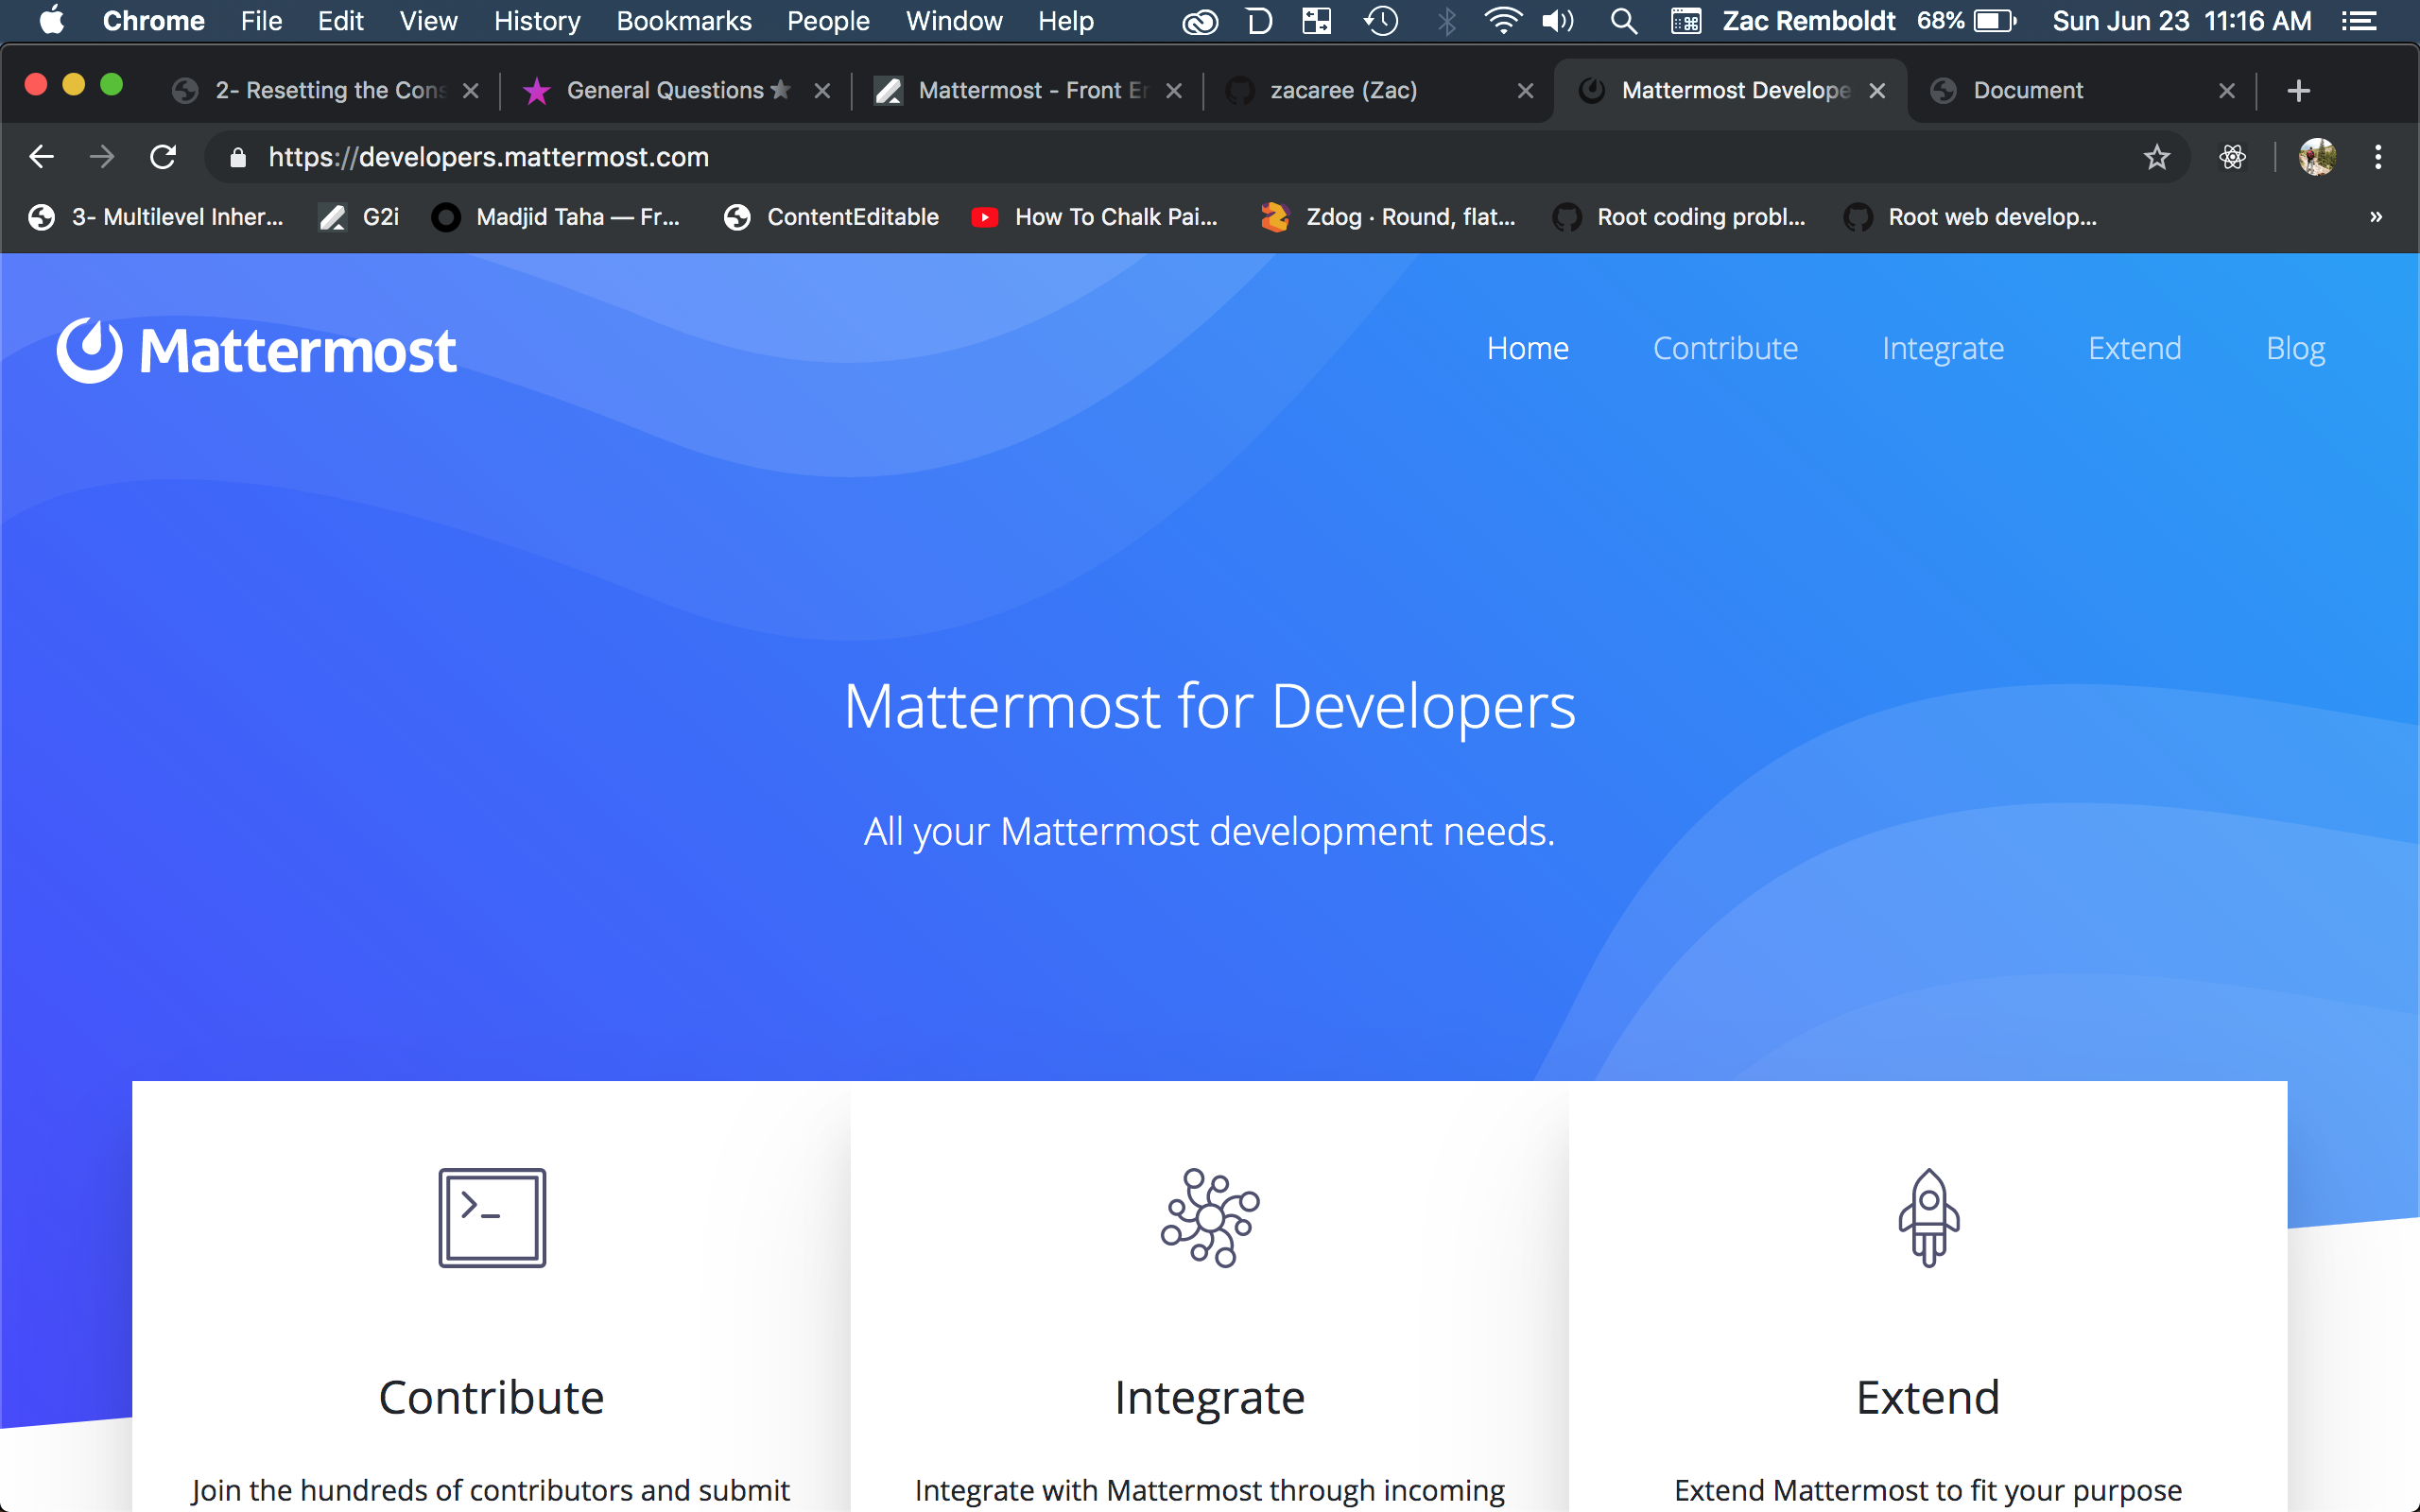 Chrome File Edit View History Bookmarks People Window Help Zac Remboldt 68% Sun Jun 23 11:16 AM
2- Resetting the Cons General Questions Mattermost - Front En zacaree (Zac) Mattermost Develope Document
https://developers.mattermost.com
3- Multilevel Inher... G2i Madjid Taha — Fr... ContentEditable How To Chalk Pai... Zdog · Round, flat... Root coding probl... Root web develop... »
Mattermost Home Contribute Integrate Extend Blog
Mattermost for Developers
All your Mattermost development needs.
>_
Contribute Integrate Extend
Join the hundreds of contributors and submit Integrate with Mattermost through incoming Extend Mattermost to fit your purpose